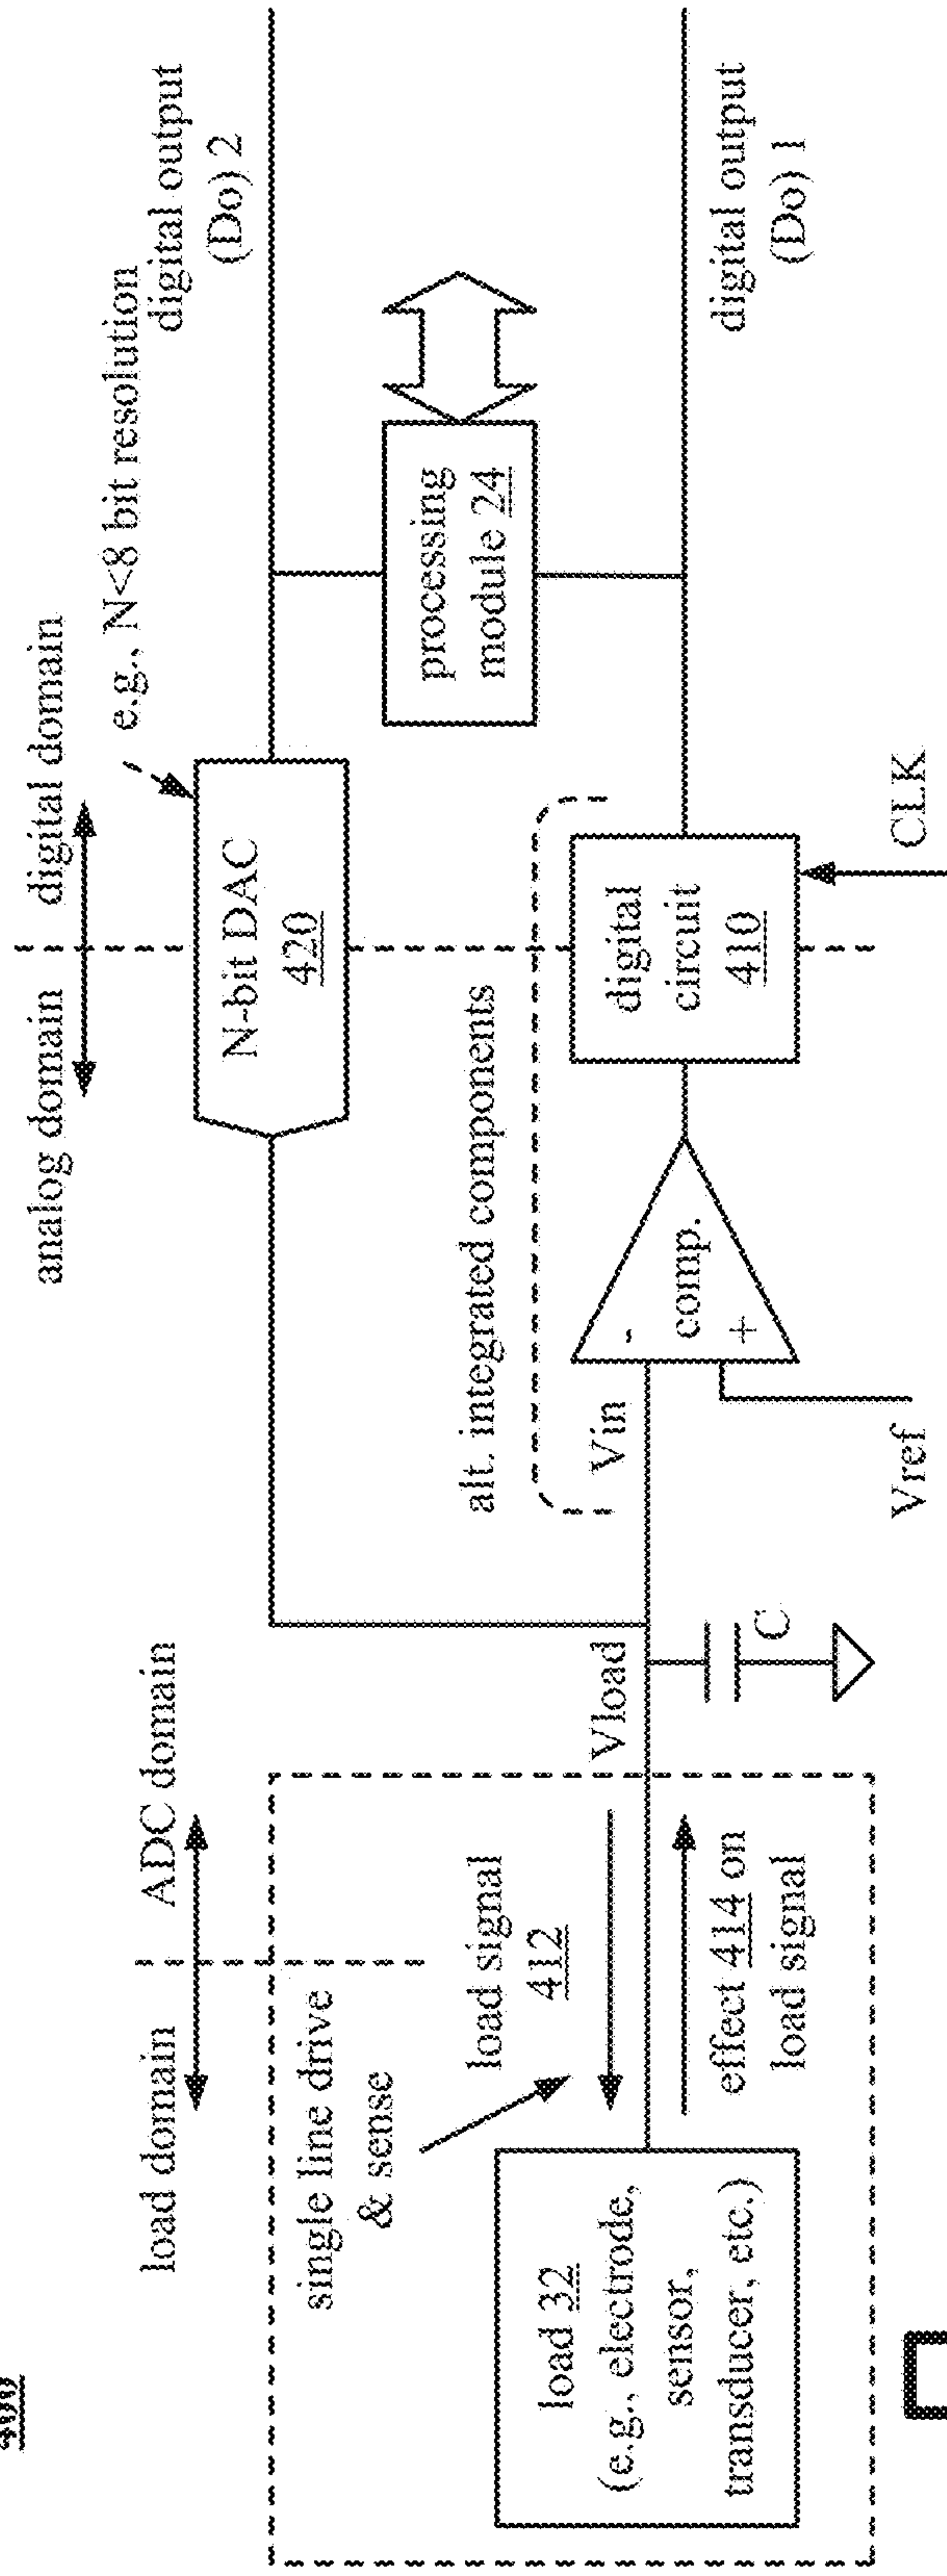 analog domain
digital domain
e.g., N<8 bit resolution
load domain
ADC domain
N-bit DAC
420
digital output
(Do) 2
single line drive
& sense
load signal
412
alt. integrated components
processing
module 24
load 32
(e.g., electrode,
sensor,
transducer, etc.)
Vload
effect 414 on
load signal
C
Vin
-
comp.
+
Vref
digital
circuit
410
CLK
digital output
(Do) 1